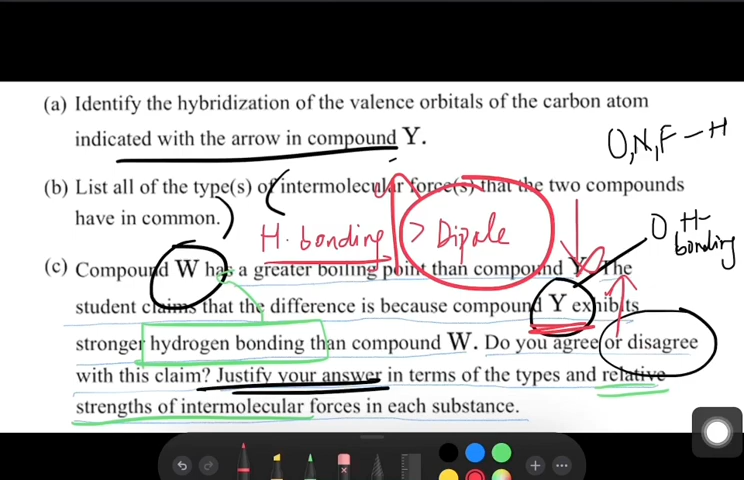 (a) Identify the hybridization of the valence orbitals of the carbon atom
indicated with the arrow in compound Y.
O,N,F-H
(b) List all of the type(s) of intermolecular force(s) that the two compounds
have in common.
H. bonding > Dipole
H-
bonding
(c) Compound W has a greater boiling point than compound Y. The
student claims that the difference is because compound Y exhibits
stronger hydrogen bonding than compound W. Do you agree or disagree
with this claim? Justify your answer in terms of the types and relative
strengths of intermolecular forces in each substance.